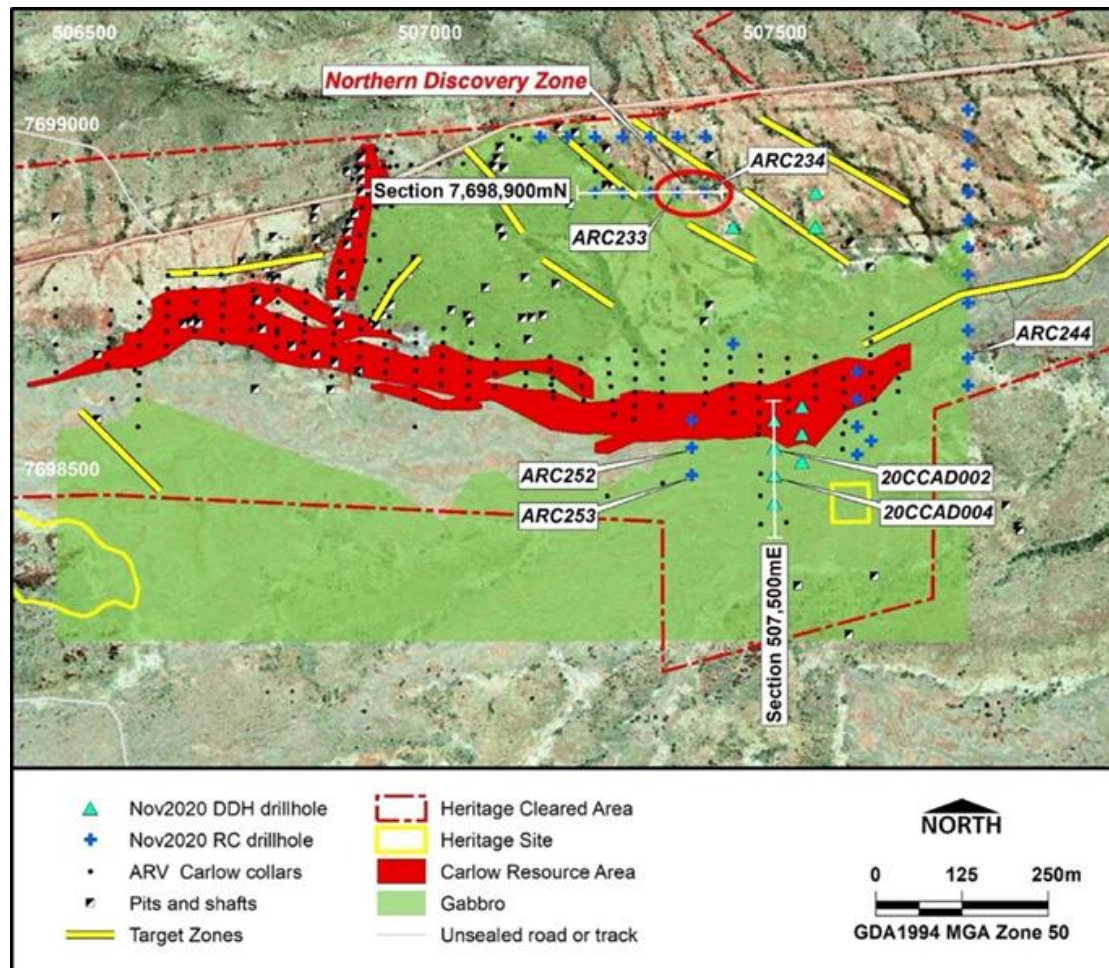 506500
507000
507500
Northern Discovery Zone
7699000
ARC234
Section 7,698,900mN
ARC233
ARC244
7698500
ARC252
20CCAD002
ARC253
20CCAD004
Section 507,500mE
Nov2020 DDH drillhole
Nov2020 RC drillhole
ARV Carlow collars
Pits and shafts
Target Zones
Heritage Cleared Area
Heritage Site
Carlow Resource Area
Gabbro
Unsealed road or track
NORTH
0 125 250m
GDA1994 MGA Zone 50